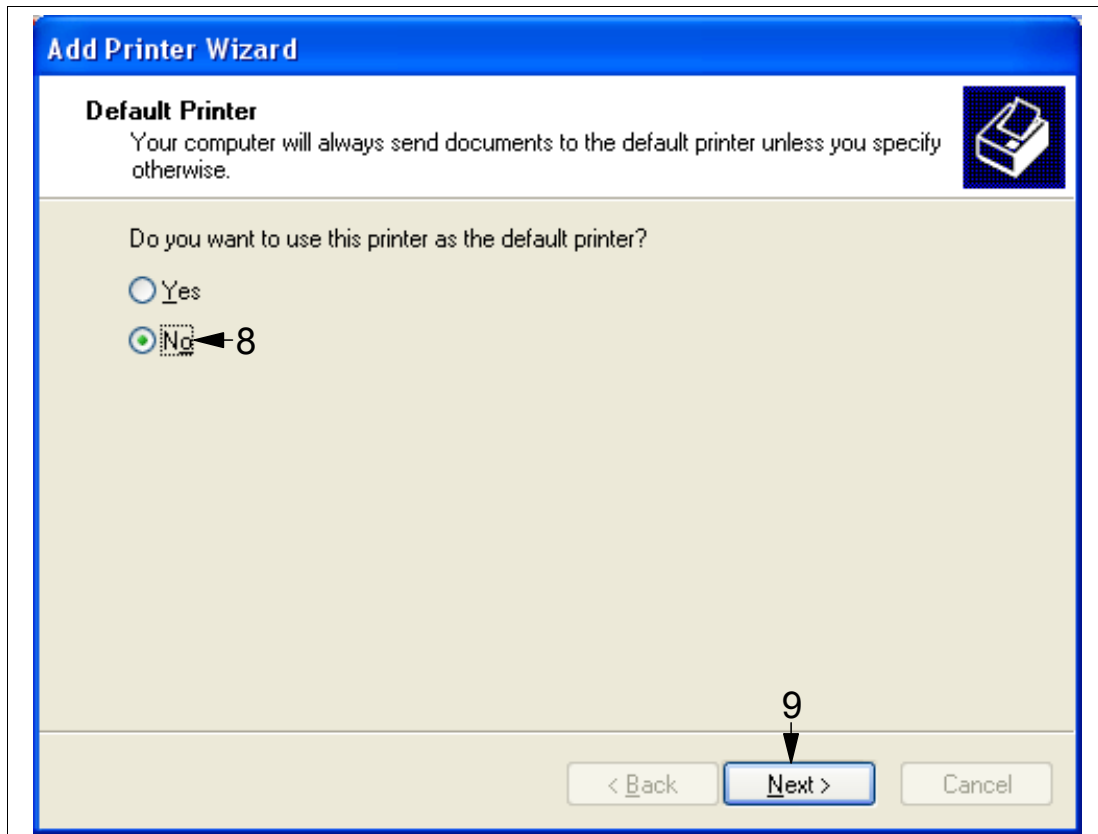 Add Printer Wizard
Default Printer
Your computer will always send documents to the default printer unless you specify
otherwise.
Do you want to use this printer as the default printer?
Yes
No 8
9
< Back Next > Cancel